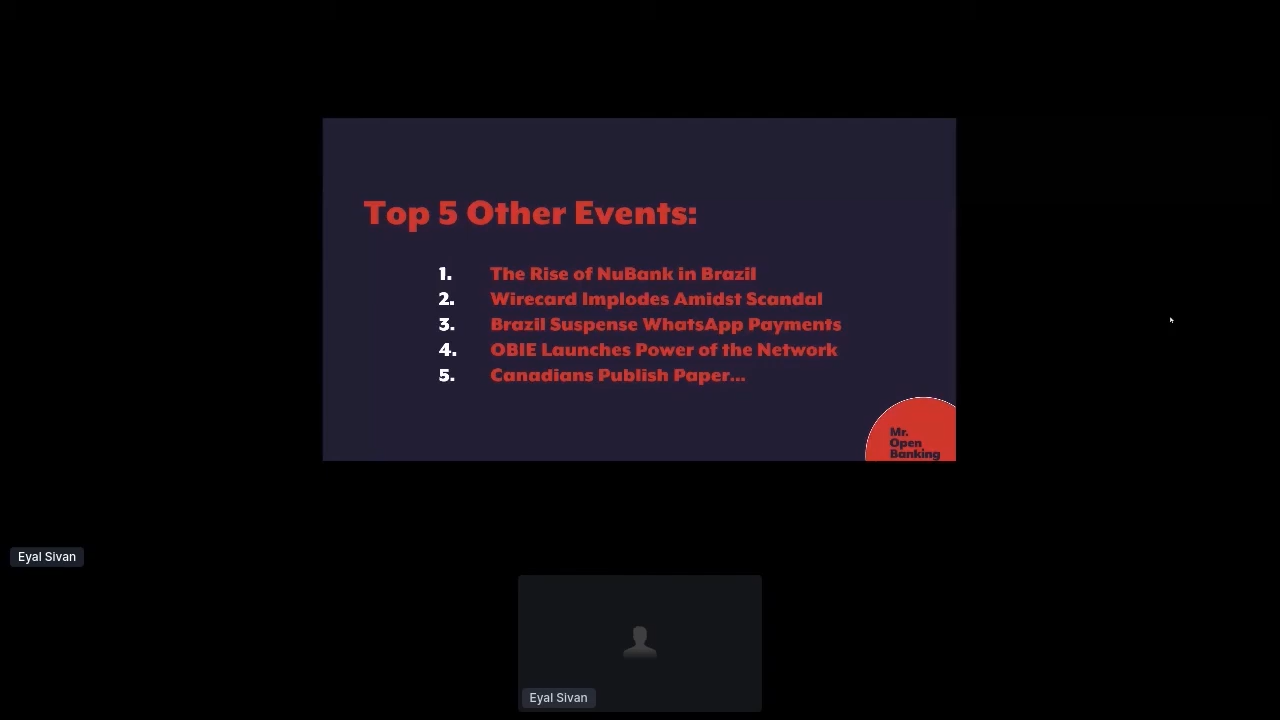 Top 5 Other Events:
1. The Rise of NuBank in Brazil
2. Wirecard Implodes Amidst Scandal
3. Brazil Suspense WhatsApp Payments
4. OBIE Launches Power of the Network
5. Canadians Publish Paper...
Mr.
Open
Banking
Eyal Sivan
Eyal Sivan